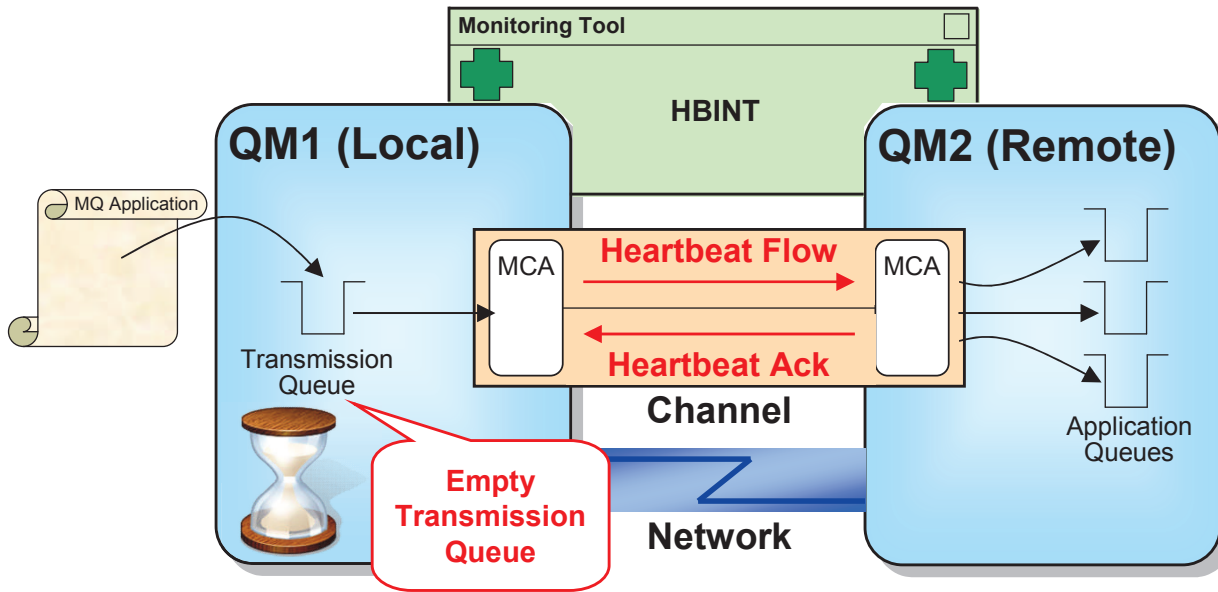 Monitoring Tool
HBINT
QM1 (Local)
QM2 (Remote)
MQ Application
MCA
Heartbeat Flow
MCA
Heartbeat Ack
Transmission
Queue
Channel
Application
Queues
Empty
Transmission
Queue
Network